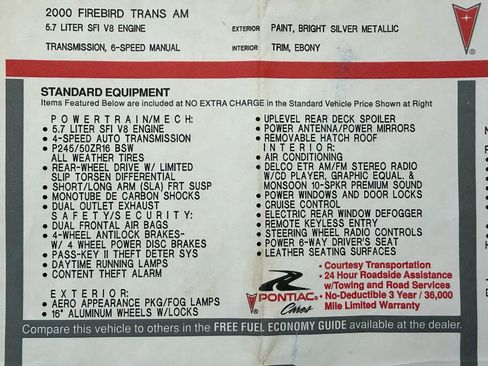 2000 FIREBIRD TRANS AM
5.7 LITER SFI V8 ENGINE EXTERIOR PAINT, BRIGHT SILVER METALLIC
TRANSMISSION, 6-SPEED MANUAL INTERIOR TRIM, EBONY
STANDARD EQUIPMENT
Items Featured Below are included at NO EXTRA CHARGE in the Standard Vehicle Price Shown at Right
POWERTRAIN/MECH:
• 5.7 LITER SFI V8 ENGINE
• 4-SPEED AUTO TRANSMISSION
• P245/50ZR16 BSW
ALL WEATHER TIRES
• REAR-WHEEL DRIVE W/ LIMITED
SLIP TORSEN DIFFERENTIAL
• SHORT/LONG ARM (SLA) FRT SUSP
• MONOTUBE DE CARBON SHOCKS
• DUAL OUTLET EXHAUST
SAFETY/SECURITY:
• DUAL FRONTAL AIR BAGS
• 4-WHEEL ANTILOCK BRAKES-
W/ 4 WHEEL POWER DISC BRAKES
• PASS-KEY II THEFT DETER SYS
• DAYTIME RUNNING LAMPS
• CONTENT THEFT ALARM
EXTERIOR:
• AERO APPEARANCE PKG/FOG LAMPS
• 16" ALUMINUM WHEELS W/LOCKS
• UPLEVEL REAR DECK SPOILER
• POWER ANTENNA/POWER MIRRORS
• REMOVABLE HATCH ROOF
INTERIOR:
• AIR CONDITIONING
• DELCO ETR AM/FM STEREO RADIO
W/CD PLAYER, GRAPHIC EQUAL. &
MONSOON 10-SPKR PREMIUM SOUND
• POWER WINDOWS AND DOOR LOCKS
• CRUISE CONTROL
• ELECTRIC REAR WINDOW DEFOGGER
• REMOTE KEYLESS ENTRY
• STEERING WHEEL RADIO CONTROLS
• POWER 6-WAY DRIVER'S SEAT
• LEATHER SEATING SURFACES
PONTIAC
Cares
• Courtesy Transportation
• 24 Hour Roadside Assistance
w/Towing and Road Services
• No-Deductible 3 Year / 36,000
Mile Limited Warranty
Compare this vehicle to others in the FREE FUEL ECONOMY GUIDE available at the dealer.